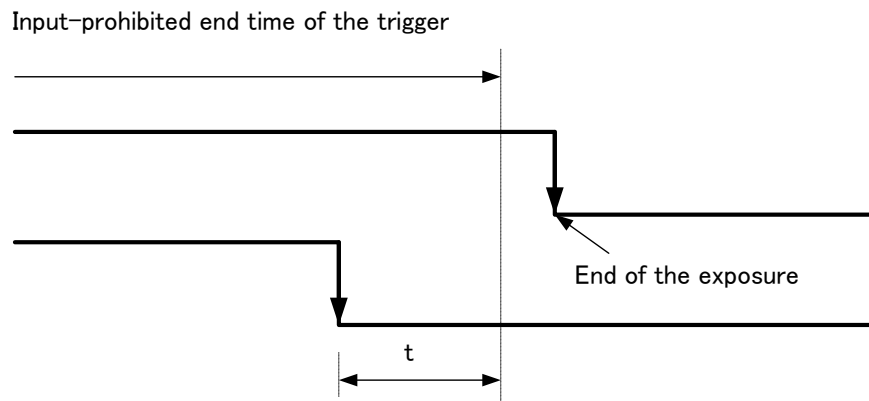 Input-prohibited end time of the trigger
End of the exposure
t